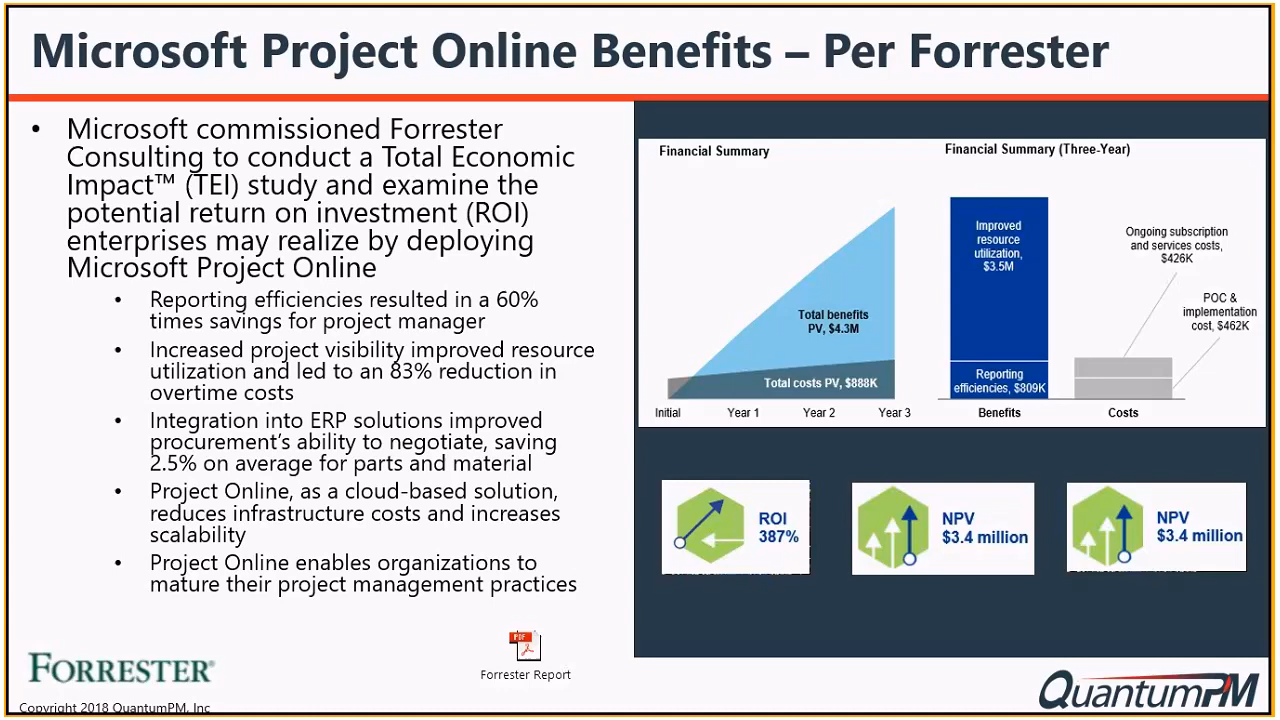 Microsoft Project Online Benefits – Per Forrester
• Microsoft commissioned Forrester
Consulting to conduct a Total Economic
Impact™ (TEI) study and examine the
potential return on investment (ROI)
enterprises may realize by deploying
Microsoft Project Online
• Reporting efficiencies resulted in a 60%
times savings for project manager
• Increased project visibility improved resource
utilization and led to an 83% reduction in
overtime costs
• Integration into ERP solutions improved
procurement's ability to negotiate, saving
2.5% on average for parts and material
• Project Online, as a cloud-based solution,
reduces infrastructure costs and increases
scalability
• Project Online enables organizations to
mature their project management practices
Financial Summary
Total benefits
PV, $4.3M
Total costs PV, $888K
Initial Year 1 Year 2 Year 3
Financial Summary (Three-Year)
Improved
resource
utilization,
$3.5M
Reporting
efficiencies, $809K
Ongoing subscription
and services costs,
$426K
POC &
implementation
cost, $462K
Benefits Costs
ROI
387%
NPV
$3.4 million
NPV
$3.4 million
PDF
Forrester Report
FORRESTER®
Copyright 2018 QuantumPM, Inc
QuantumPM